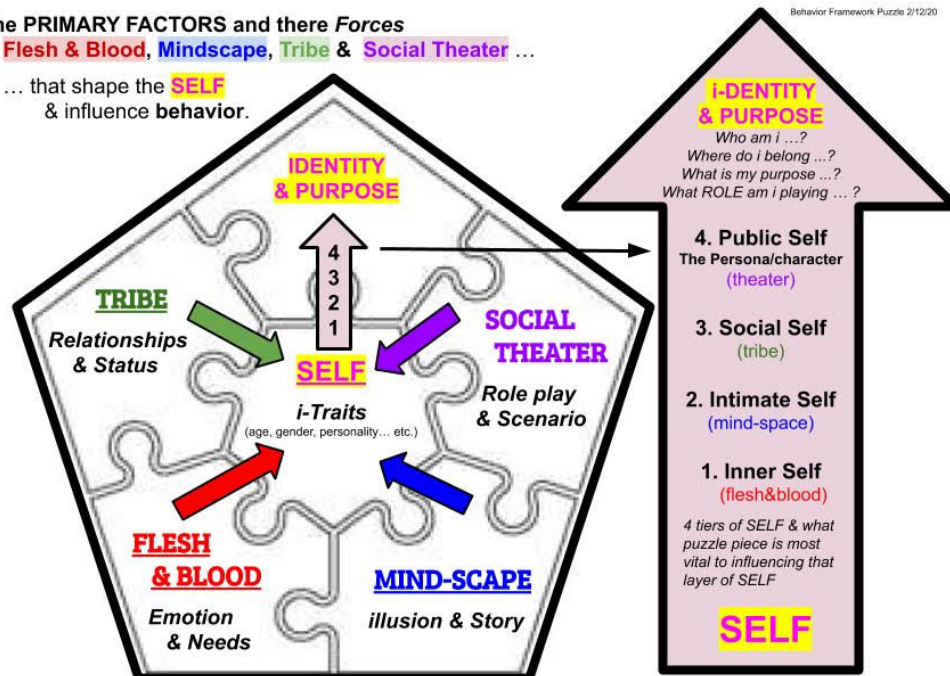 Behavior Framework Puzzle 2/12/20
PRIMARY FACTORS and there Forces
Flesh & Blood, Mindscape, Tribe & Social Theater …
… that shape the SELF
& influence behavior.
IDENTITY
& PURPOSE
4
3
2
1
TRIBE
Relationships
& Status
SOCIAL
THEATER
Role play
& Scenario
SELF
i-Traits
(age, gender, personality… etc.)
FLESH
& BLOOD
Emotion
& Needs
MIND-SCAPE
illusion & Story
i-DENTITY
& PURPOSE
Who am i …?
Where do i belong ...?
What is my purpose ...?
What ROLE am i playing … ?
4. Public Self
The Persona/character
(theater)
3. Social Self
(tribe)
2. Intimate Self
(mind-space)
1. Inner Self
(flesh&blood)
4 tiers of SELF & what
puzzle piece is most
vital to influencing that
layer of SELF
SELF